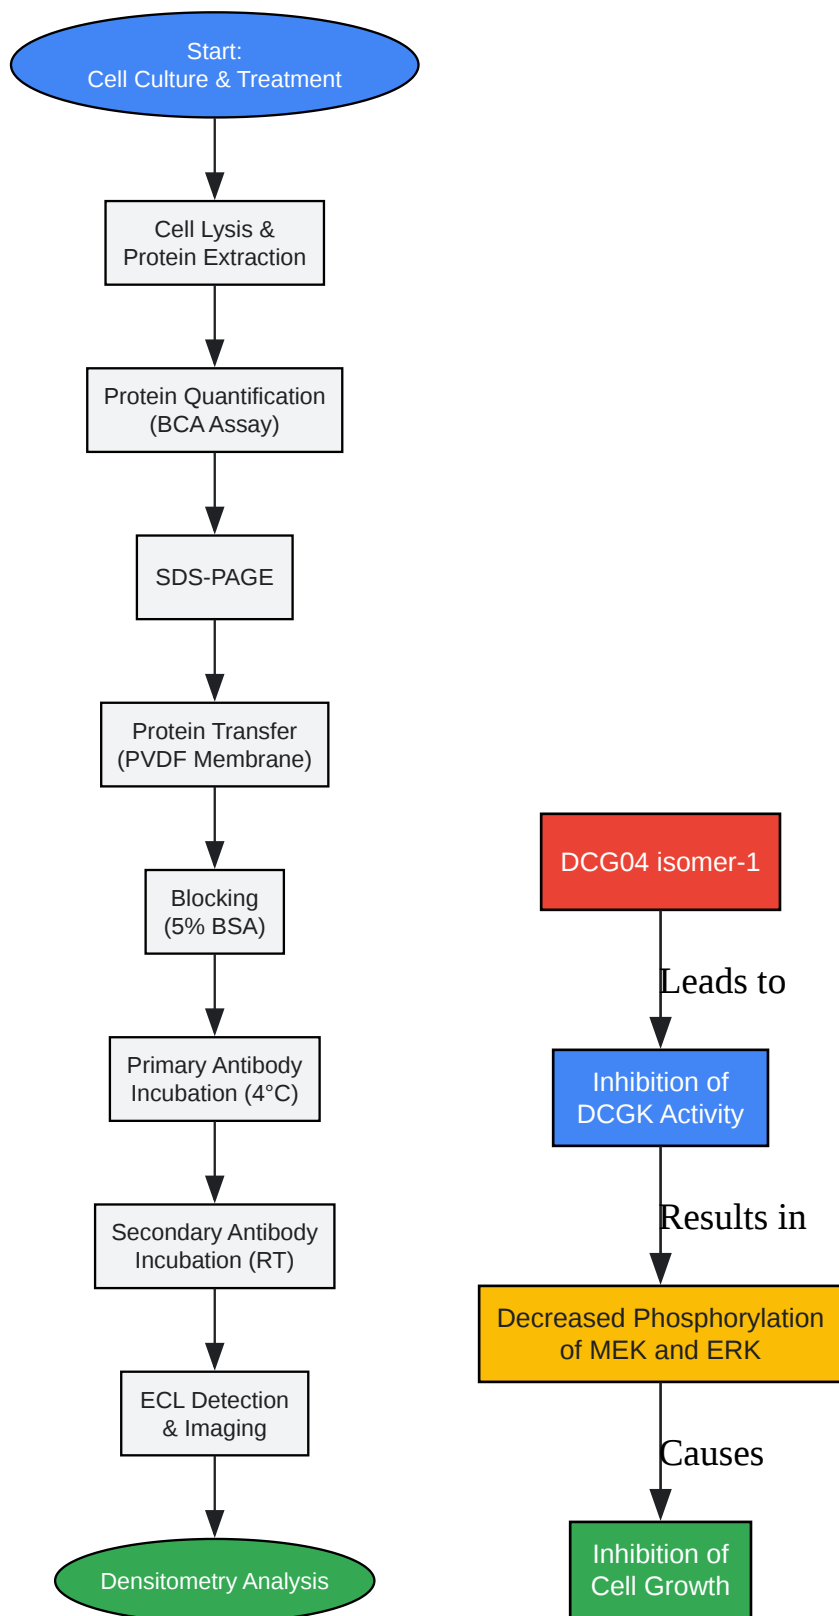 Start:
Cell Culture & Treatment
Cell Lysis &
Protein Extraction
Protein Quantification
(BCA Assay)
SDS-PAGE
Protein Transfer
(PVDF Membrane)
Blocking
(5% BSA)
Primary Antibody
Incubation (4°C)
Secondary Antibody
Incubation (RT)
ECL Detection
& Imaging
Densitometry Analysis
DCG04 isomer-1
Leads to
Inhibition of
DCGK Activity
Results in
Decreased Phosphorylation
of MEK and ERK
Causes
Inhibition of
Cell Growth